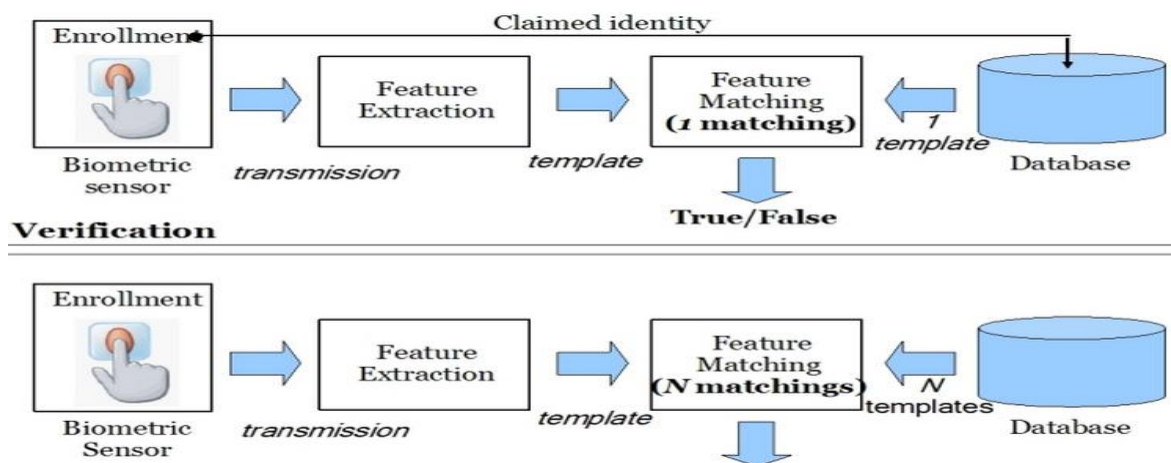 Claimed identity
Enrollment
Feature
Extraction
Feature
Matching
(1 matching)
1
template
Database
Biometric
sensor
transmission
template
True/False
Verification
Enrollment
Feature
Extraction
Feature
Matching
(N matchings)
N
templates
Database
Biometric
Sensor
transmission
template